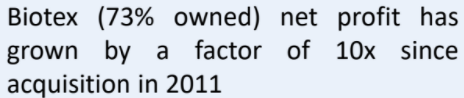 Biotex (73% owned) net profit has
grown by a factor of 10x since
acquisition in 2011